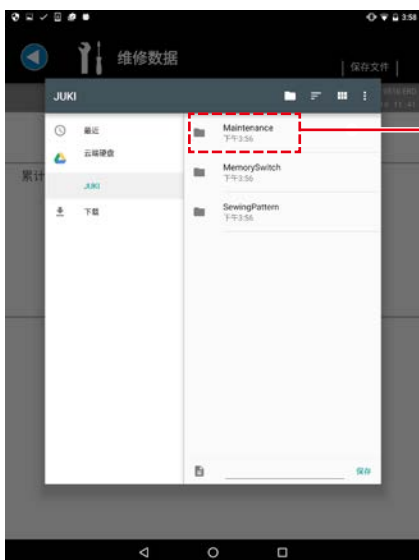 3:58
维修数据
保存文件
JUKI
最近
云端硬盘
JUKI
下载
Maintenance
下午3:56
MemorySwitch
下午3:56
SewingPattern
下午3:56
累计
保存